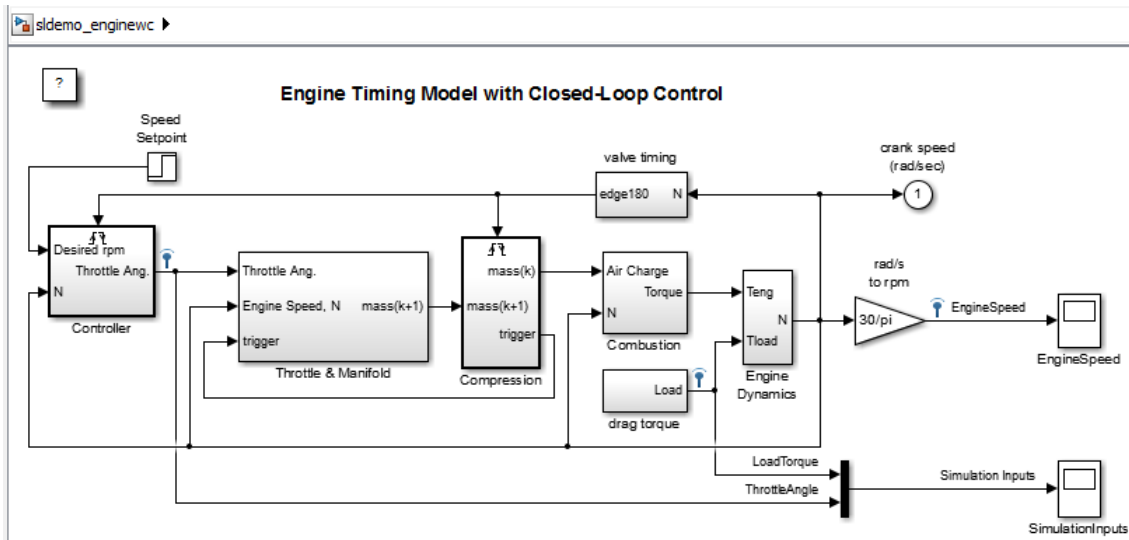 sldemo_enginewc
?
Engine Timing Model with Closed-Loop Control
Speed
Setpoint
valve timing
edge180 N
crank speed
(rad/sec)
1
Desired rpm
Throttle Ang.
N
Controller
Throttle Ang.
Engine Speed, N
mass(k+1)
trigger
Throttle & Manifold
mass(k)
mass(k+1)
trigger
Compression
Air Charge
Torque
N
Combustion
Load
drag torque
Teng
N
Tload
Engine
Dynamics
rad/s
to rpm
30/pi
EngineSpeed
EngineSpeed
LoadTorque
ThrottleAngle
Simulation Inputs
SimulationInputs